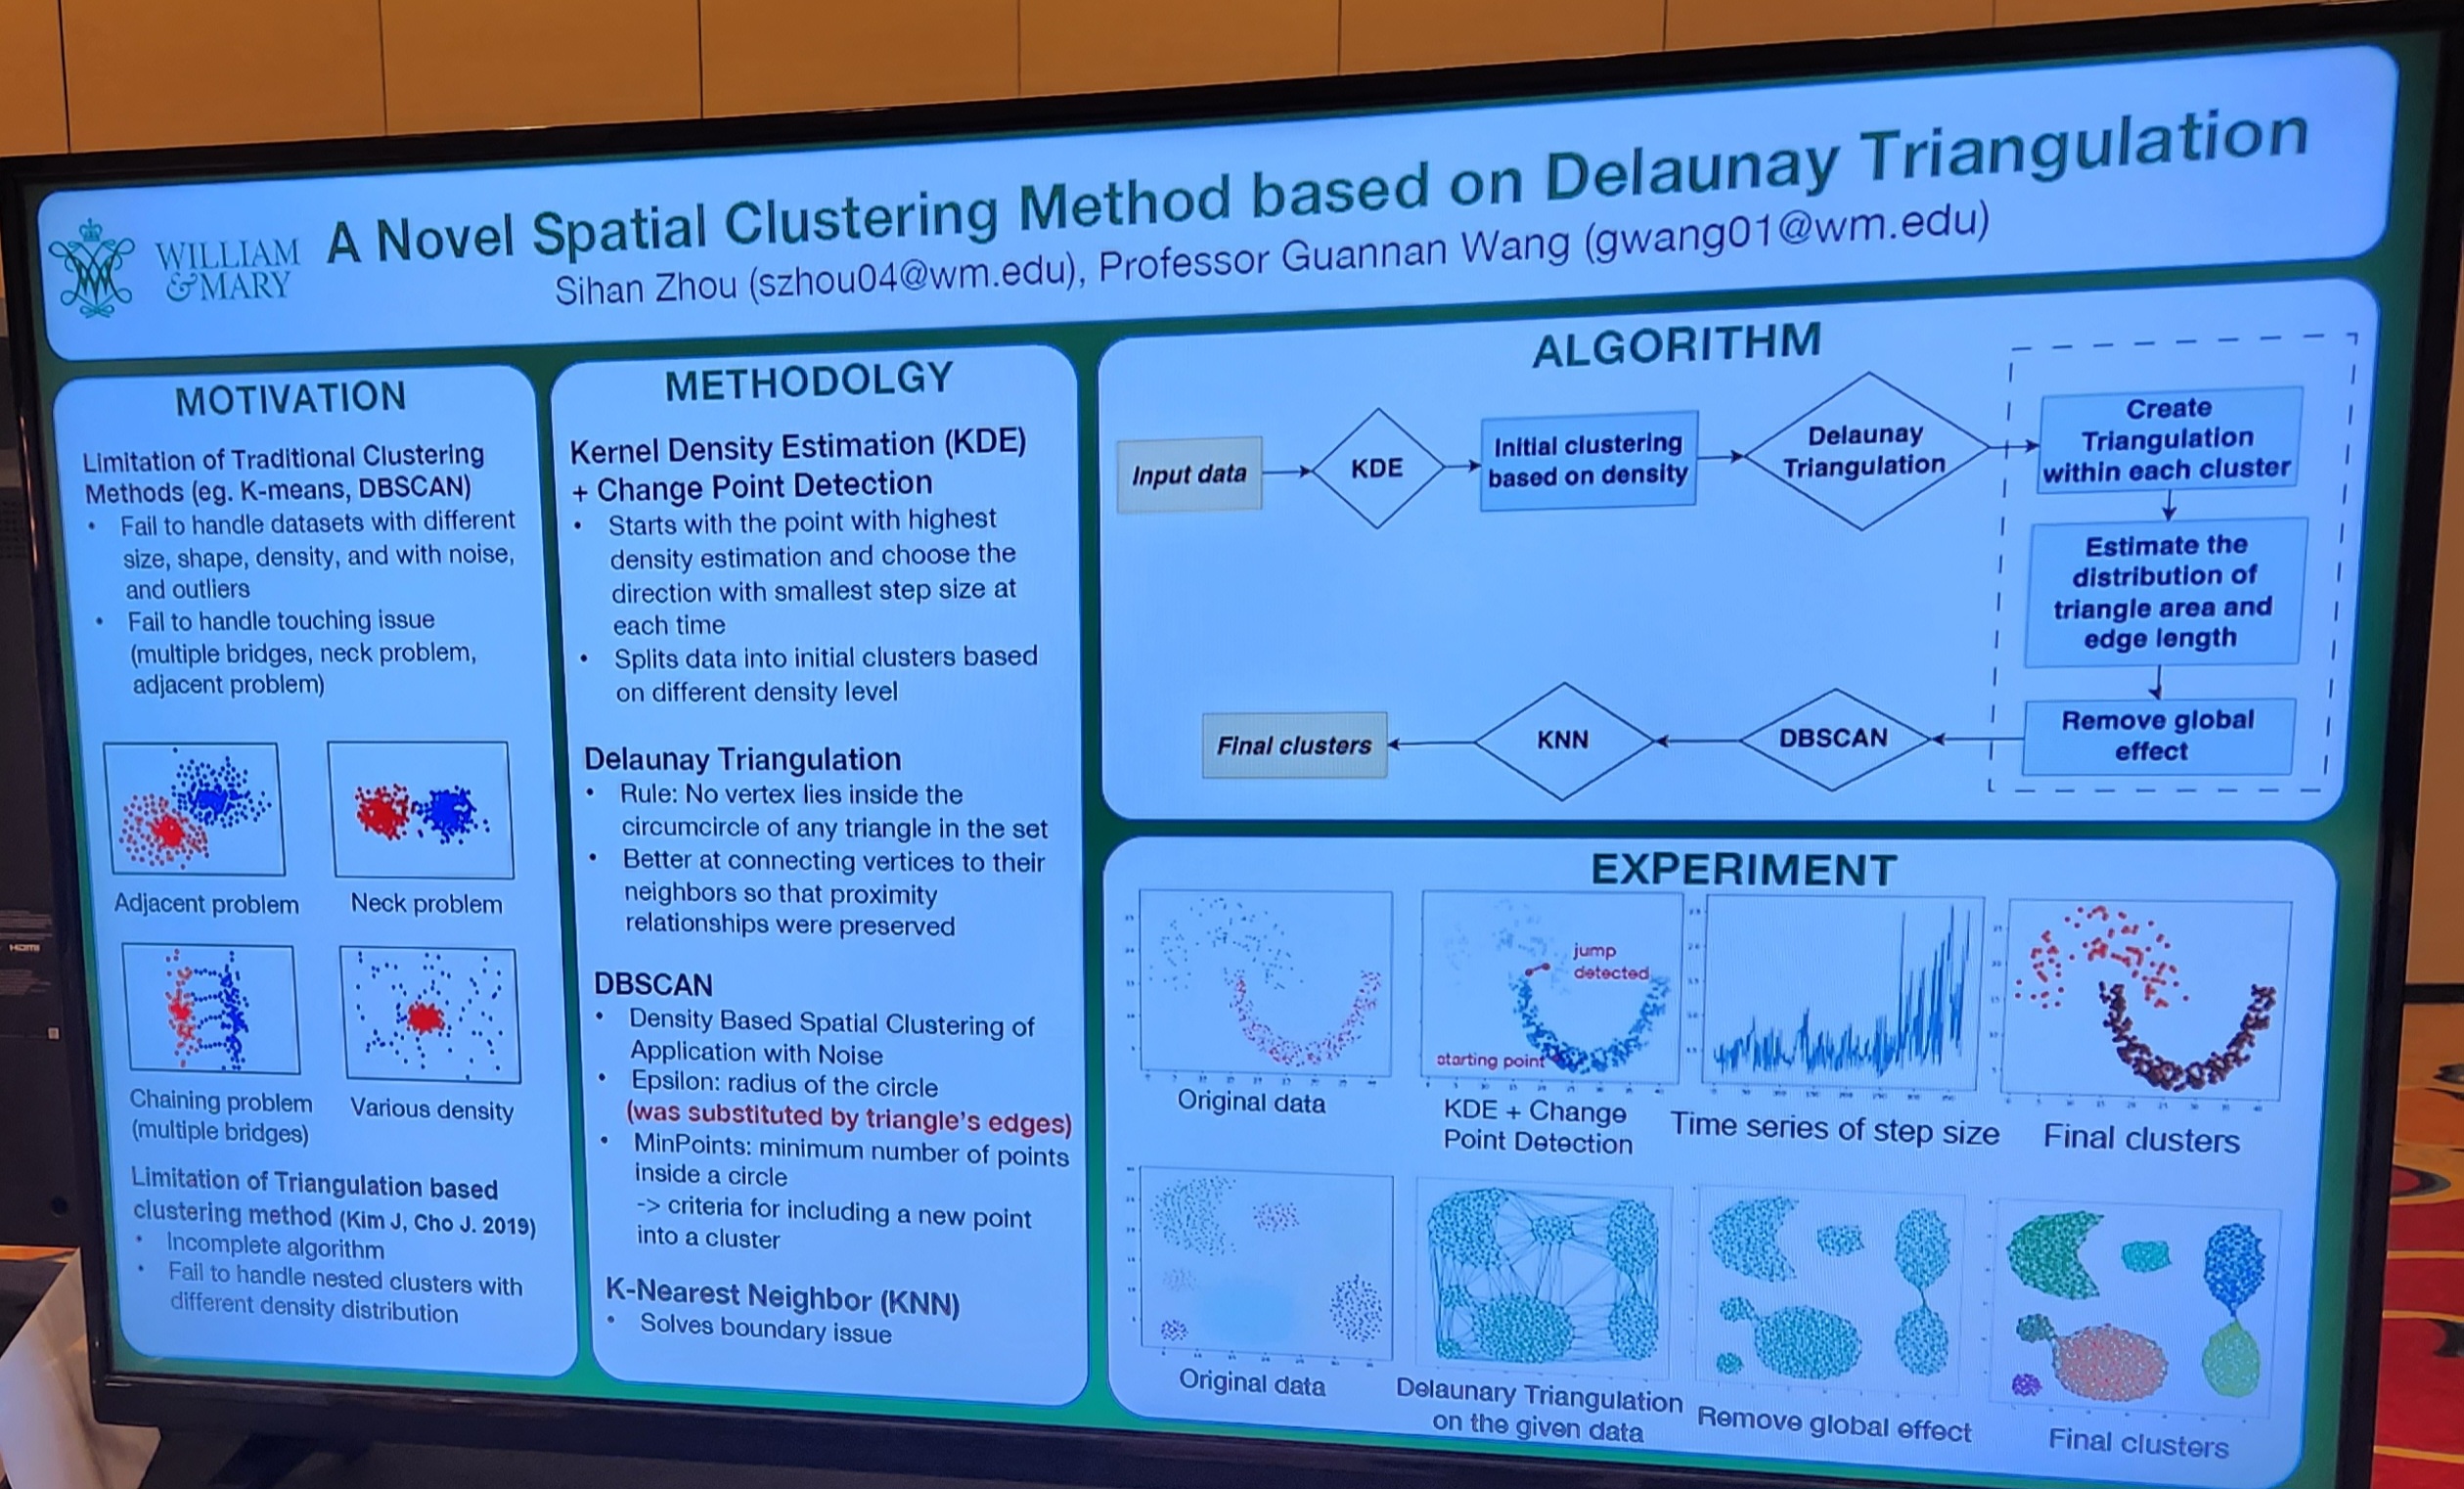 WILLIAM
&MARY
A Novel Spatial Clustering Method based on Delaunay Triangulation
Sihan Zhou (szhou04@wm.edu), Professor Guannan Wang (gwang01@wm.edu)
MOTIVATION
Limitation of Traditional Clustering
Methods (eg. K-means, DBSCAN)
• Fail to handle datasets with different
size, shape, density, and with noise,
and outliers
• Fail to handle touching issue
(multiple bridges, neck problem,
adjacent problem)
Adjacent problem
Neck problem
Chaining problem
(multiple bridges)
Various density
Limitation of Triangulation based
clustering method (Kim J, Cho J. 2019)
• Incomplete algorithm
• Fail to handle nested clusters with
different density distribution
METHODOLGY
Kernel Density Estimation (KDE)
+ Change Point Detection
• Starts with the point with highest
density estimation and choose the
direction with smallest step size at
each time
• Splits data into initial clusters based
on different density level
Delaunay Triangulation
• Rule: No vertex lies inside the
circumcircle of any triangle in the set
• Better at connecting vertices to their
neighbors so that proximity
relationships were preserved
DBSCAN
• Density Based Spatial Clustering of
Application with Noise
• Epsilon: radius of the circle
(was substituted by triangle's edges)
• MinPoints: minimum number of points
inside a circle
-> criteria for including a new point
into a cluster
K-Nearest Neighbor (KNN)
• Solves boundary issue
ALGORITHM
Input data
KDE
Initial clustering
based on density
Delaunay
Triangulation
Create
Triangulation
within each cluster
Estimate the
distribution of
triangle area and
edge length
Remove global
effect
DBSCAN
KNN
Final clusters
EXPERIMENT
jump
detected
starting point
Original data
KDE + Change
Point Detection
Time series of step size
Final clusters
Original data
Delaunary Triangulation
on the given data
Remove global effect
Final clusters
HDMI